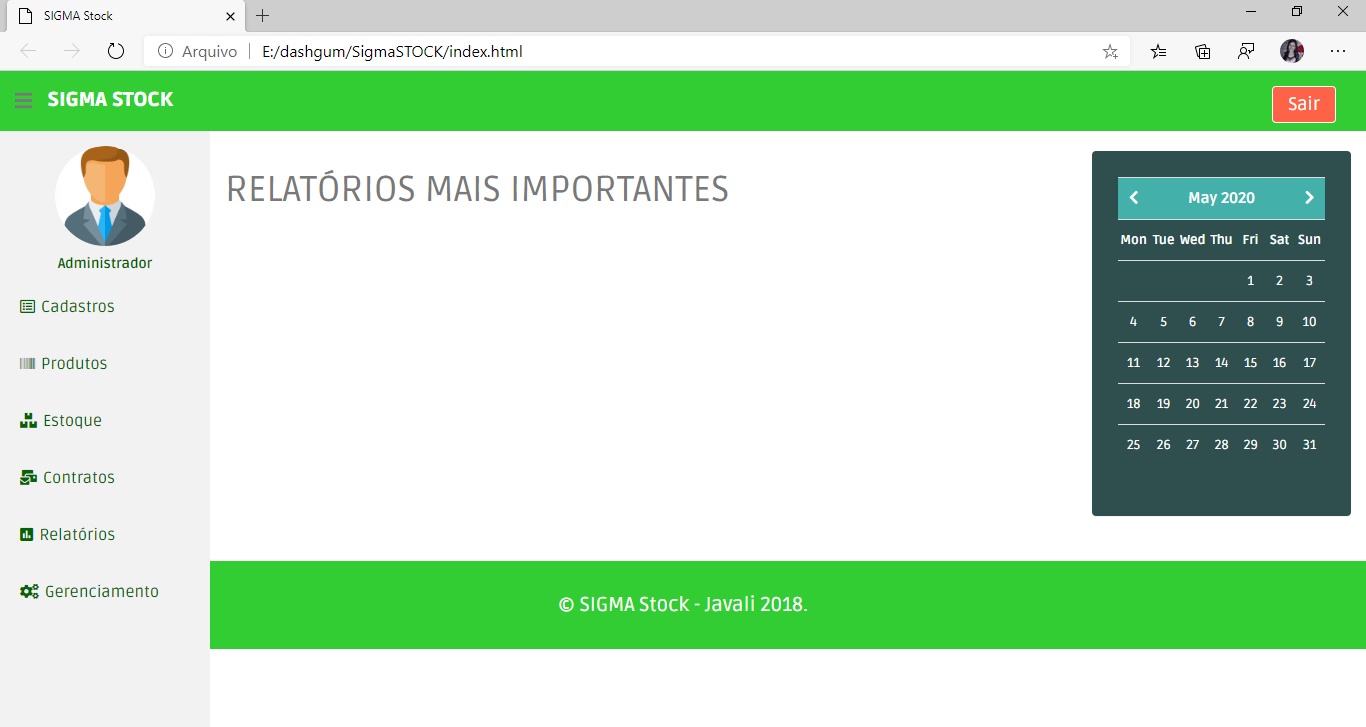 SIGMA Stock
Arquivo E:/dashgum/SigmaSTOCK/index.html
SIGMA STOCK
Sair
Administrador
Cadastros
Produtos
Estoque
Contratos
Relatórios
Gerenciamento
RELATÓRIOS MAIS IMPORTANTES
May 2020
Mon Tue Wed Thu Fri Sat Sun
1 2 3
4 5 6 7 8 9 10
11 12 13 14 15 16 17
18 19 20 21 22 23 24
25 26 27 28 29 30 31
© SIGMA Stock - Javali 2018.